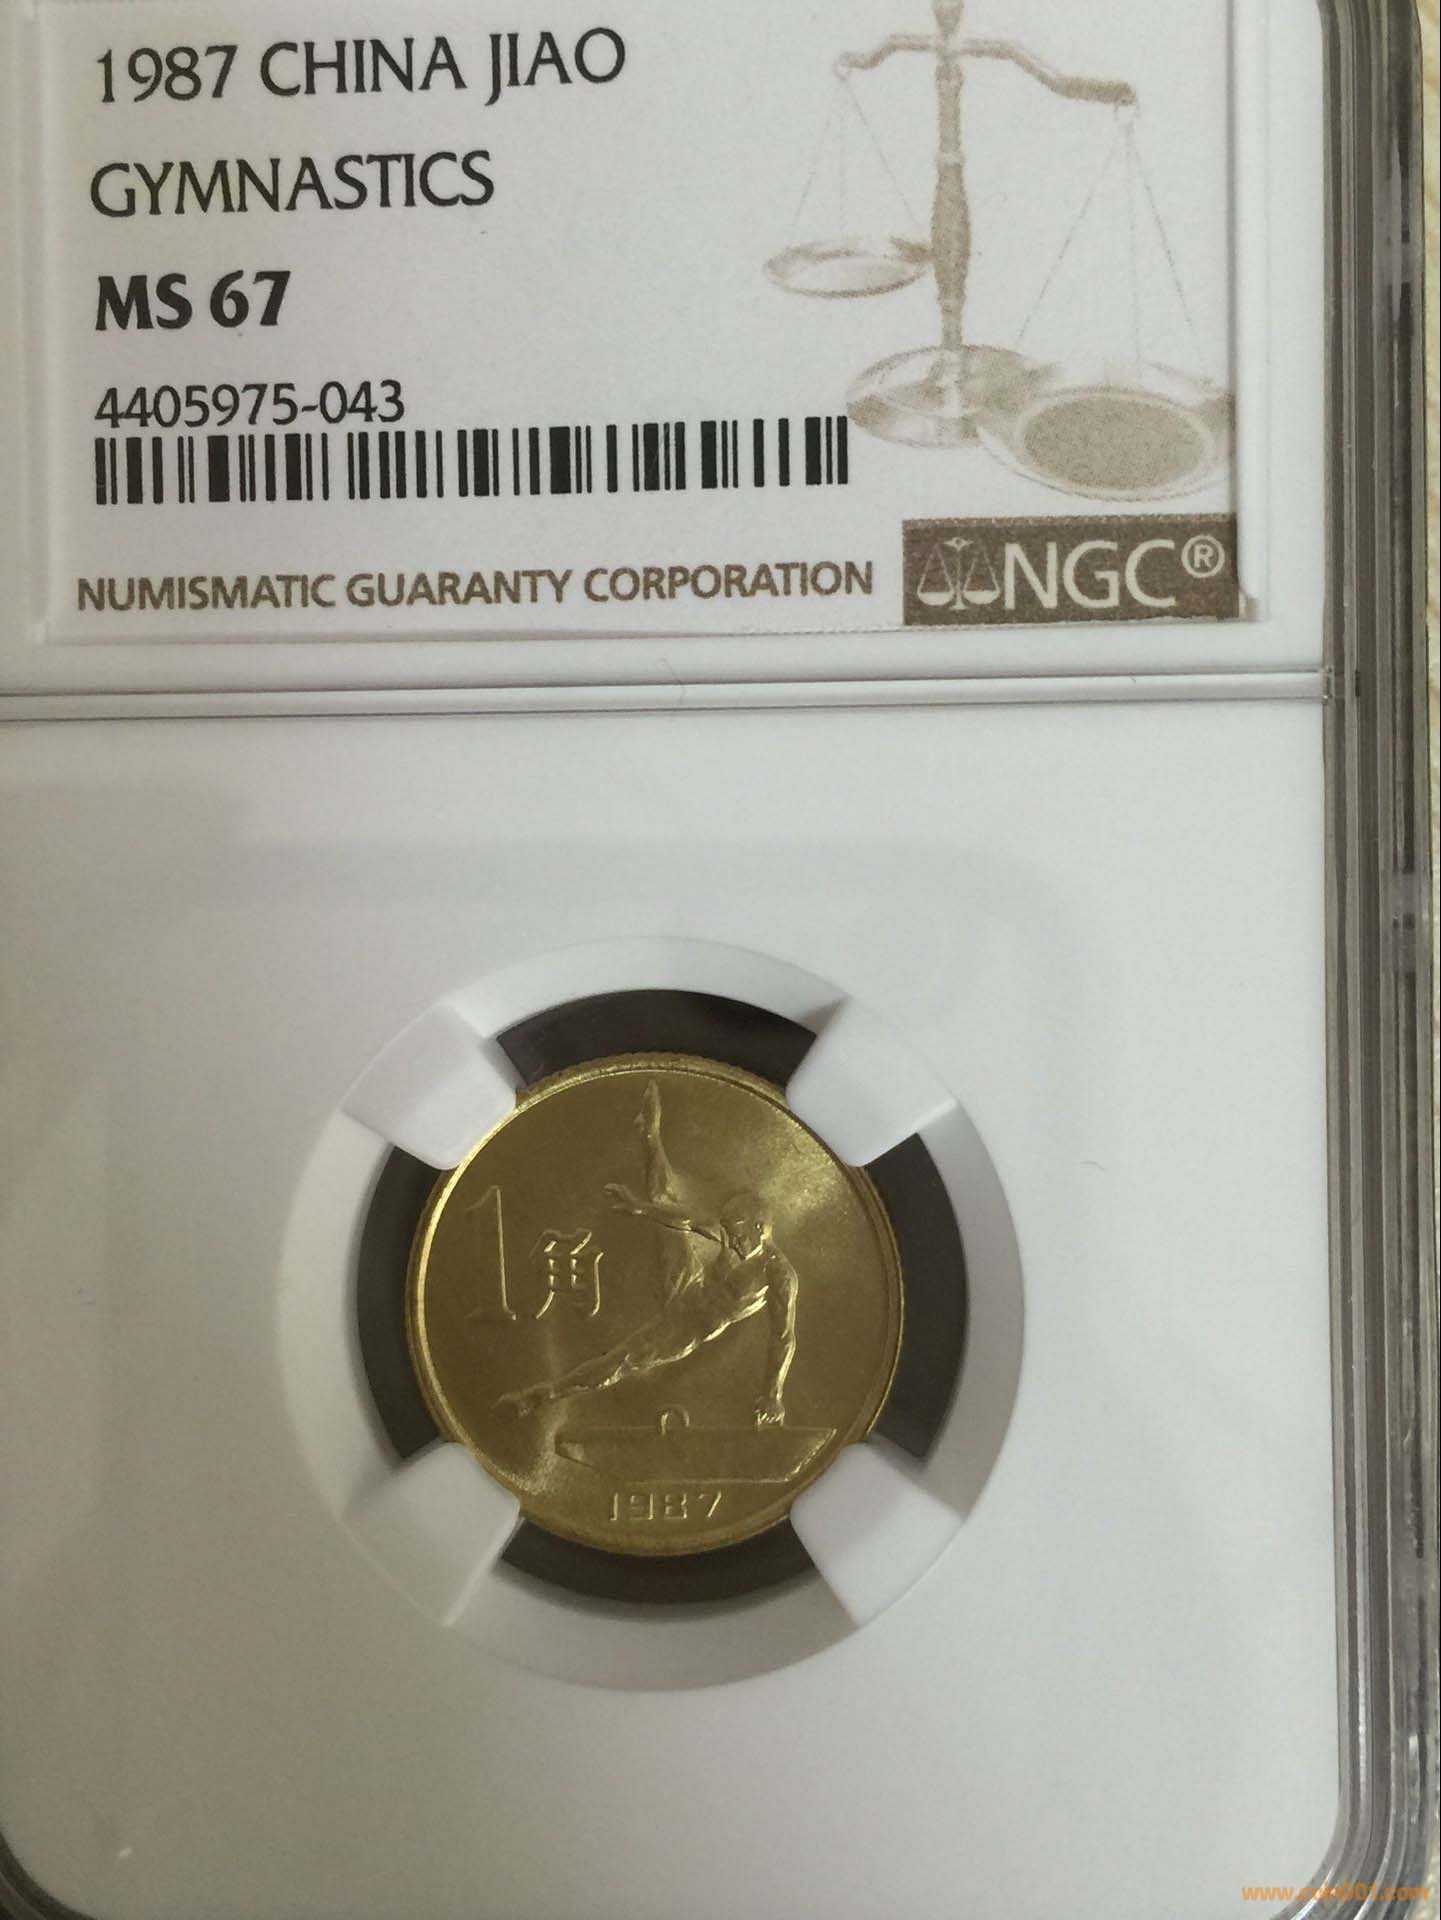 1987 CHINA JIAO
GYMNASTICS
MS 67
4405975-043
NUMISMATIC GUARANTY CORPORATION
NGC®
1角
1987
www.coin001.com